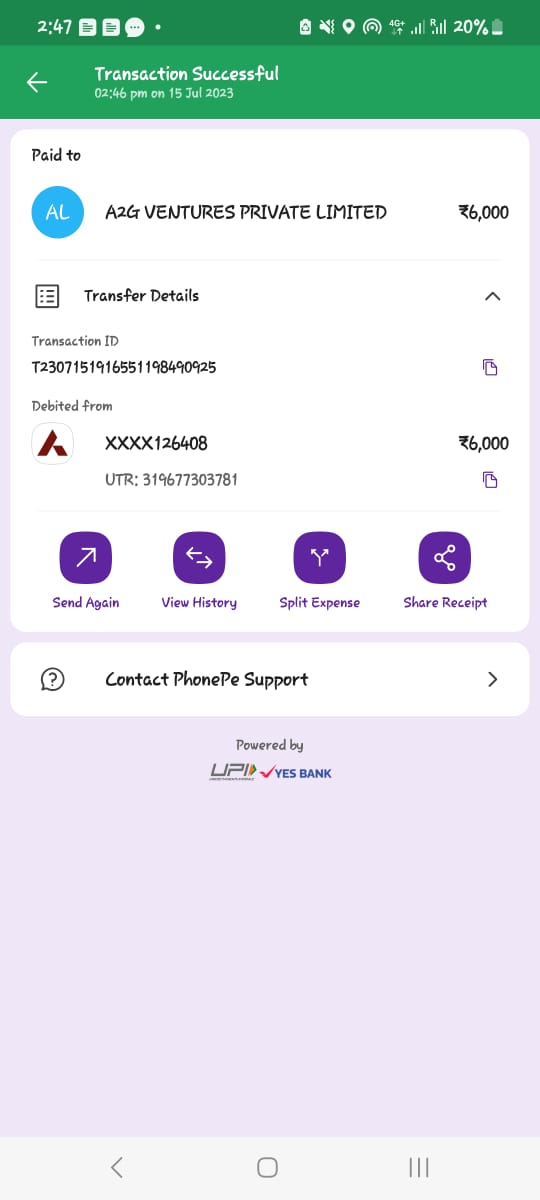 2:47
4G+
R
20%
Transaction Successful
02:46 pm on 15 Jul 2023
Paid to
AL
A2G VENTURES PRIVATE LIMITED
₹6,000
Transfer Details
Transaction ID
T2307151916551198490925
Debited from
XXXX126408
₹6,000
UTR: 319677303781
Send Again
View History
Split Expense
Share Receipt
Contact PhonePe Support
Powered by
UPI
YES BANK